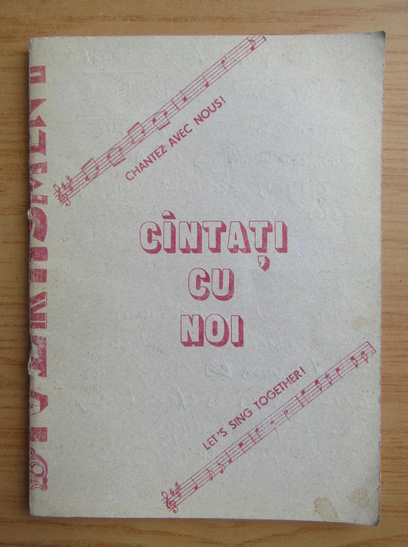 CHANTEZ AVEC NOUS!
CÎNTAȚI
CU
NOI
LET'S SING TOGETHER!